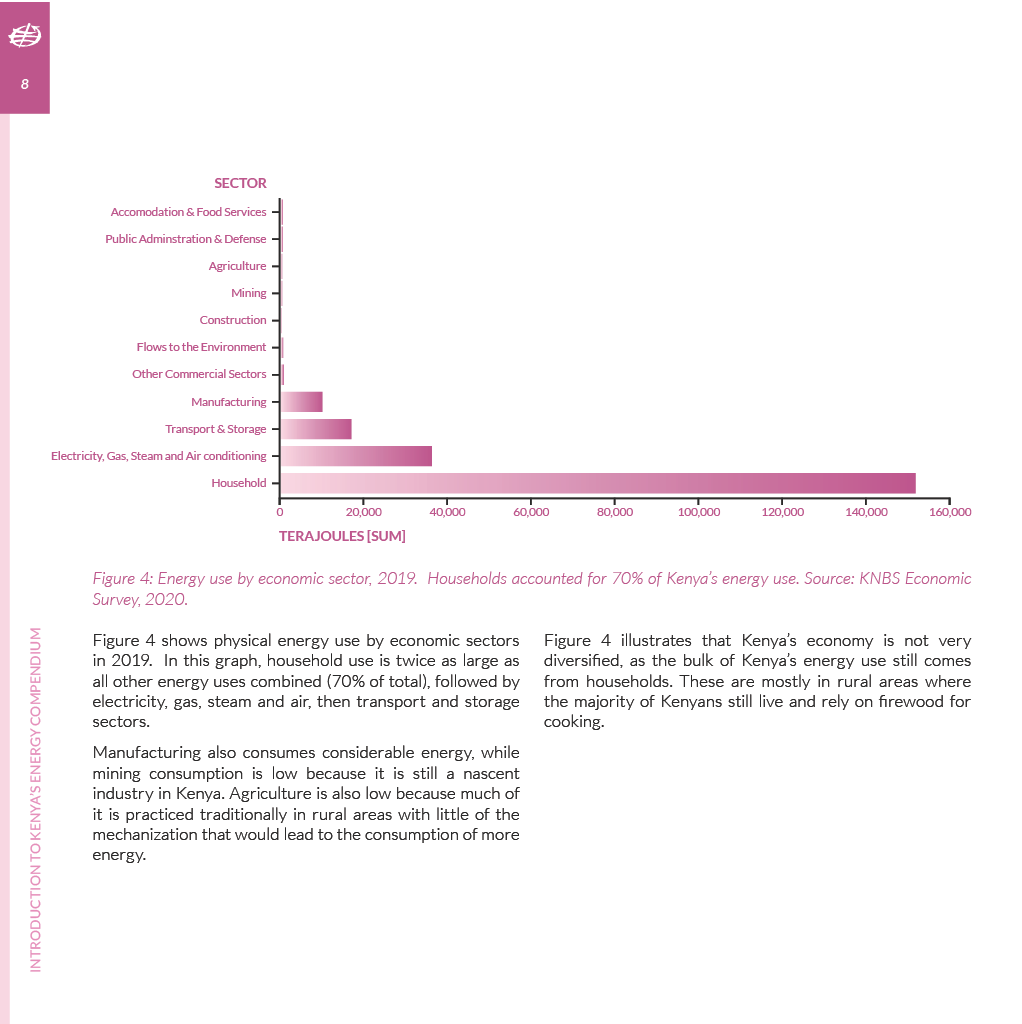 8
SECTOR
Accomodation & Food Services
Public Adminstration & Defense
Agriculture
Mining
Construction
Flows to the Environment
Other Commercial Sectors
Manufacturing
Transport & Storage
Electricity, Gas, Steam and Air conditioning
Household
0 20,000 40,000 60,000 80,000 100,000 120,000 140,000 160,000
TERAJOULES [SUM]
Figure 4: Energy use by economic sector, 2019. Households accounted for 70% of Kenya's energy use. Source: KNBS Economic
Survey, 2020.
Figure 4 shows physical energy use by economic sectors
in 2019. In this graph, household use is twice as large as
all other energy uses combined (70% of total), followed by
electricity, gas, steam and air, then transport and storage
sectors.
Manufacturing also consumes considerable energy, while
mining consumption is low because it is still a nascent
industry in Kenya. Agriculture is also low because much of
it is practiced traditionally in rural areas with little of the
mechanization that would lead to the consumption of more
energy.
Figure 4 illustrates that Kenya's economy is not very
diversified, as the bulk of Kenya's energy use still comes
from households. These are mostly in rural areas where
the majority of Kenyans still live and rely on firewood for
cooking.
INTRODUCTION TO KENYA'S ENERGY COMPENDIUM